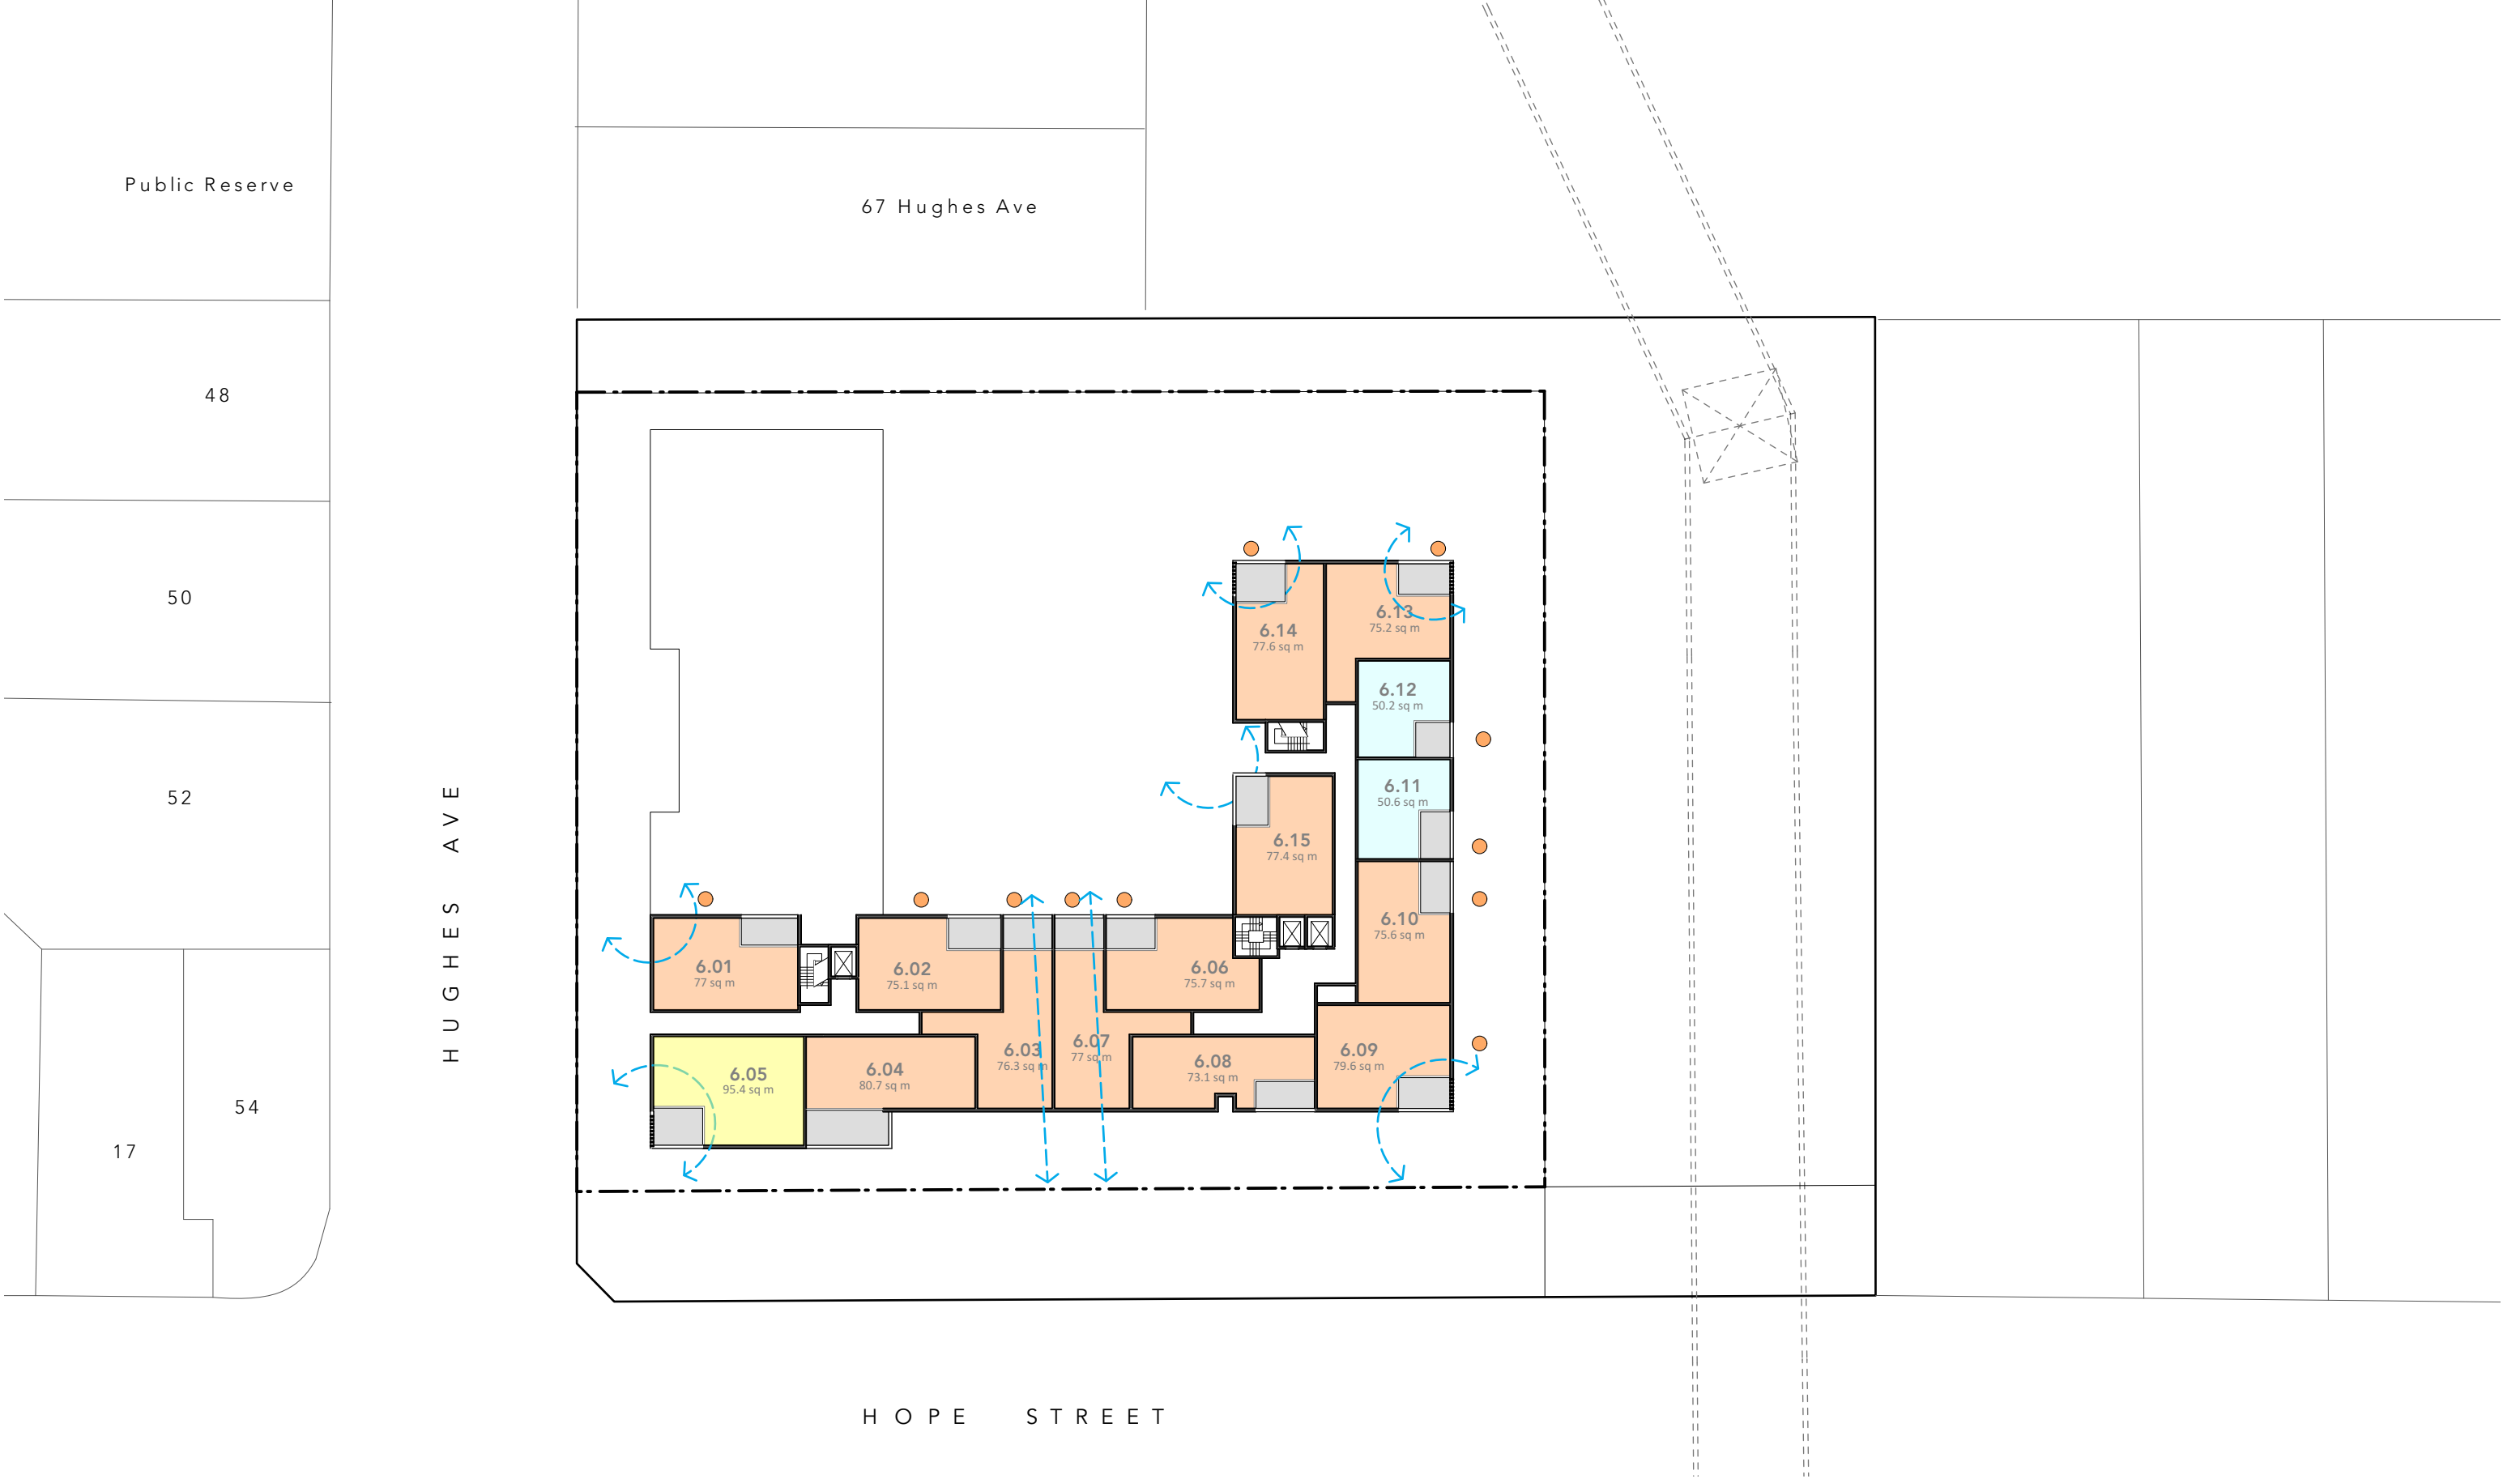 Public Reserve
67 Hughes Ave
48
50
52
54
17
HUGHES AVE
6.14
77.6 sq m
6.13
75.2 sq m
6.12
50.2 sq m
6.11
50.6 sq m
6.15
77.4 sq m
6.10
75.6 sq m
6.01
77 sq m
6.02
75.1 sq m
6.06
75.7 sq m
6.03
76.3 sq m
6.07
77 sq m
6.05
95.4 sq m
6.04
80.7 sq m
6.08
73.1 sq m
6.09
79.6 sq m
HOPE STREET